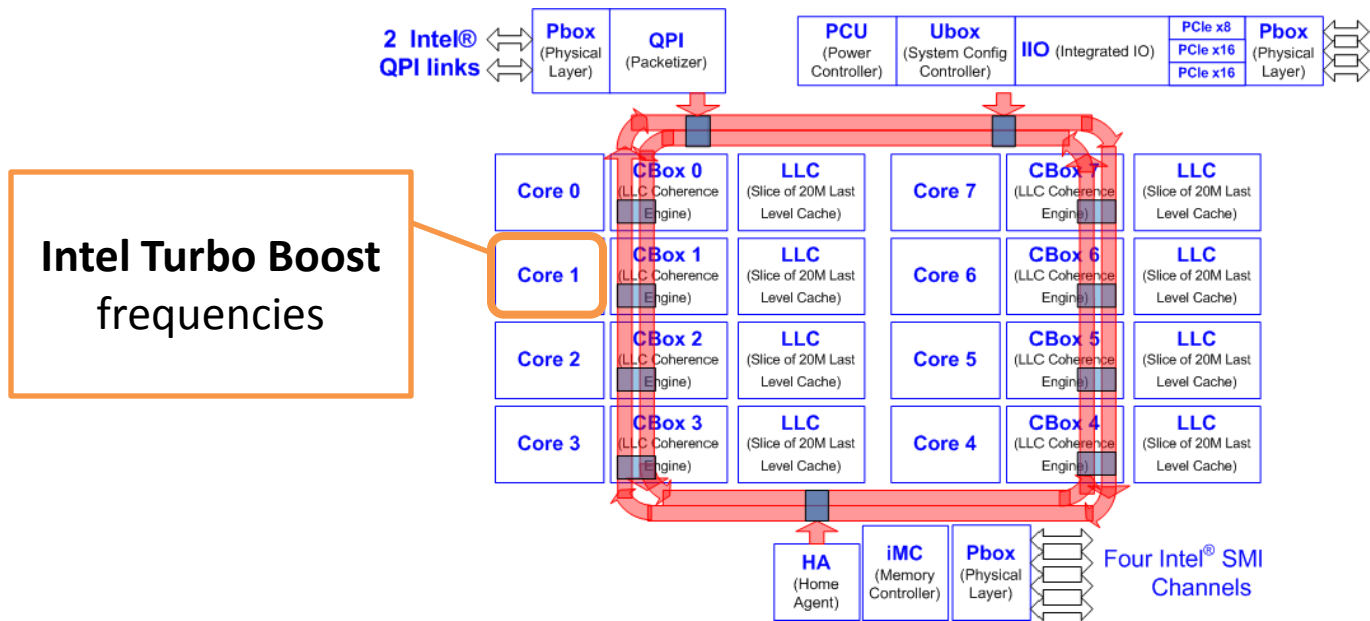 2 Intel®
QPI links
Pbox
(Physical
Layer)
QPI
(Packetizer)
PCU
(Power
Controller)
Ubox
(System Config
Controller)
IIO (Integrated IO)
PCIe x8
PCIe x16
PCIe x16
Pbox
(Physical
Layer)
Intel Turbo Boost
frequencies
Core 0
CBox 0
(LLC Coherence
Engine)
LLC
(Slice of 20M Last
Level Cache)
Core 7
CBox 7
(LLC Coherence
Engine)
LLC
(Slice of 20M Last
Level Cache)
Core 1
CBox 1
(LLC Coherence
Engine)
LLC
(Slice of 20M Last
Level Cache)
Core 6
CBox 6
(LLC Coherence
Engine)
LLC
(Slice of 20M Last
Level Cache)
Core 2
CBox 2
(LLC Coherence
Engine)
LLC
(Slice of 20M Last
Level Cache)
Core 5
CBox 5
(LLC Coherence
Engine)
LLC
(Slice of 20M Last
Level Cache)
Core 3
CBox 3
(LLC Coherence
Engine)
LLC
(Slice of 20M Last
Level Cache)
Core 4
CBox 4
(LLC Coherence
Engine)
LLC
(Slice of 20M Last
Level Cache)
HA
(Home
Agent)
iMC
(Memory
Controller)
Pbox
(Physical
Layer)
Four Intel® SMI
Channels